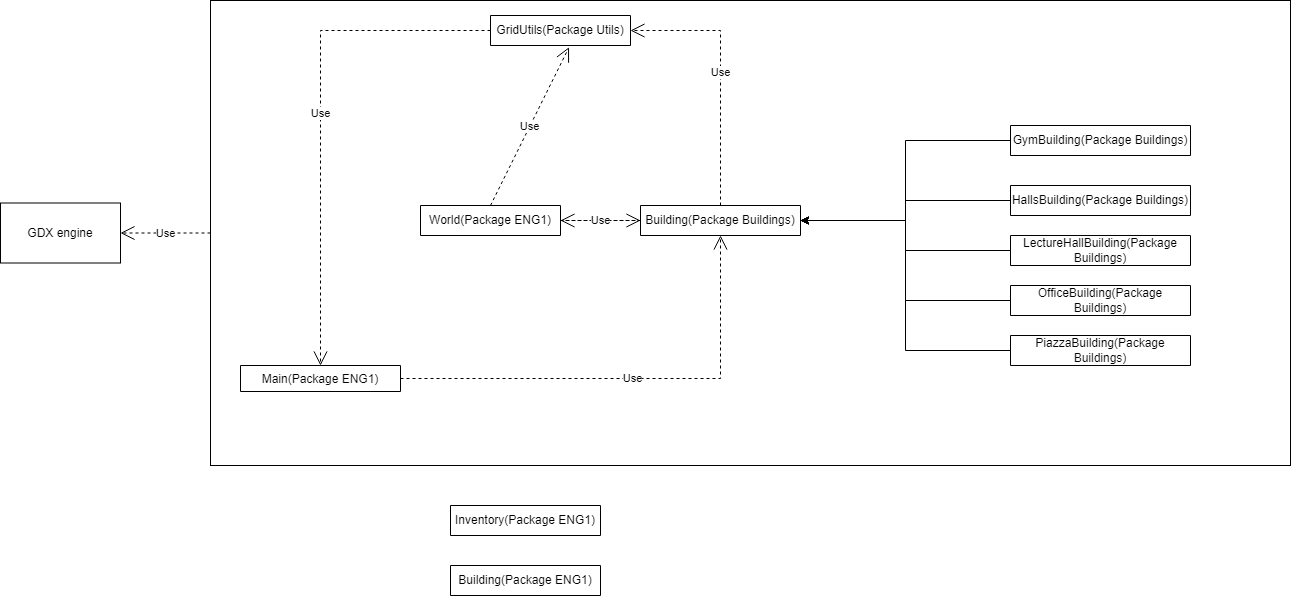 GridUtils(Package Utils)
Use
Use
Use
GymBuilding(Package Buildings)
HallsBuilding(Package Buildings)
World(Package ENG1)
Use
Building(Package Buildings)
GDX engine
Use
LectureHallBuilding(Package
Buildings)
OfficeBuilding(Package
Buildings)
PiazzaBuilding(Package
Buildings)
Main(Package ENG1)
Use
Inventory(Package ENG1)
Building(Package ENG1)